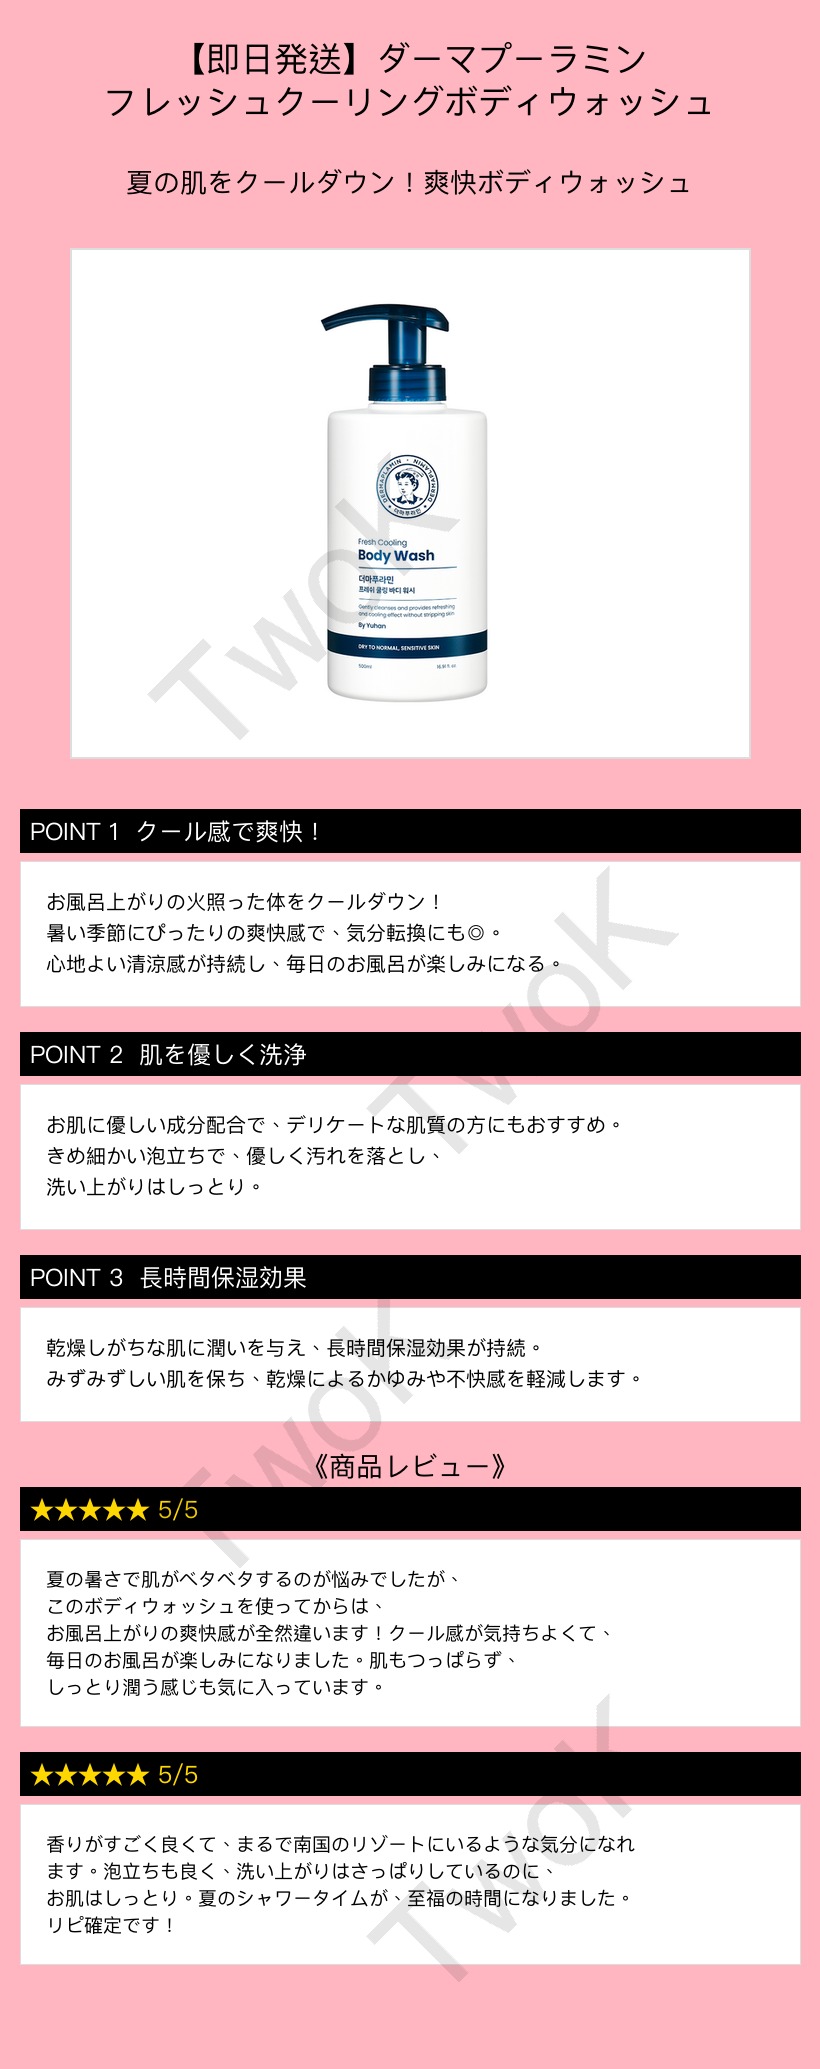 【即日発送】ダーマプーラミン
フレッシュクーリングボディウォッシュ
夏の肌をクールダウン！爽快ボディウォッシュ
DERMAPLAMIN · DERMAPLAMIN
더마푸라민
Fresh Cooling
Body Wash
더마푸라민
프레쉬 쿨링 바디 워시
Gently cleanses and provides refreshing
and cooling effect without stripping skin
By Yuhan
DRY TO NORMAL, SENSITIVE SKIN
500ml 16.91 fl. oz
TwoK
POINT 1 クール感で爽快！
お風呂上がりの火照った体をクールダウン！
暑い季節にぴったりの爽快感で、気分転換にも◎。
心地よい清涼感が持続し、毎日のお風呂が楽しみになる。
TwoK
POINT 2 肌を優しく洗浄
お肌に優しい成分配合で、デリケートな肌質の方にもおすすめ。
きめ細かい泡立ちで、優しく汚れを落とし、
洗い上がりはしっとり。
POINT 3 長時間保湿効果
乾燥しがちな肌に潤いを与え、長時間保湿効果が持続。
みずみずしい肌を保ち、乾燥によるかゆみや不快感を軽減します。
TwoK
《商品レビュー》
★★★★★ 5/5
夏の暑さで肌がベタベタするのが悩みでしたが、
このボディウォッシュを使ってからは、
お風呂上がりの爽快感が全然違います！クール感が気持ちよくて、
毎日のお風呂が楽しみになりました。肌もつっぱらず、
しっとり潤う感じも気に入っています。
★★★★★ 5/5
香りがすごく良くて、まるで南国のリゾートにいるような気分になれ
ます。泡立ちも良く、洗い上がりはさっぱりしているのに、
お肌はしっとり。夏のシャワータイムが、至福の時間になりました。
リピ確定です！
TwoK